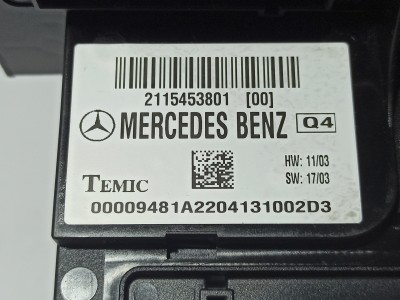 2115453801 [00]
MERCEDES BENZ Q4
HW: 11/03
TEMIC SW: 17/03
00009481A2204131002D3